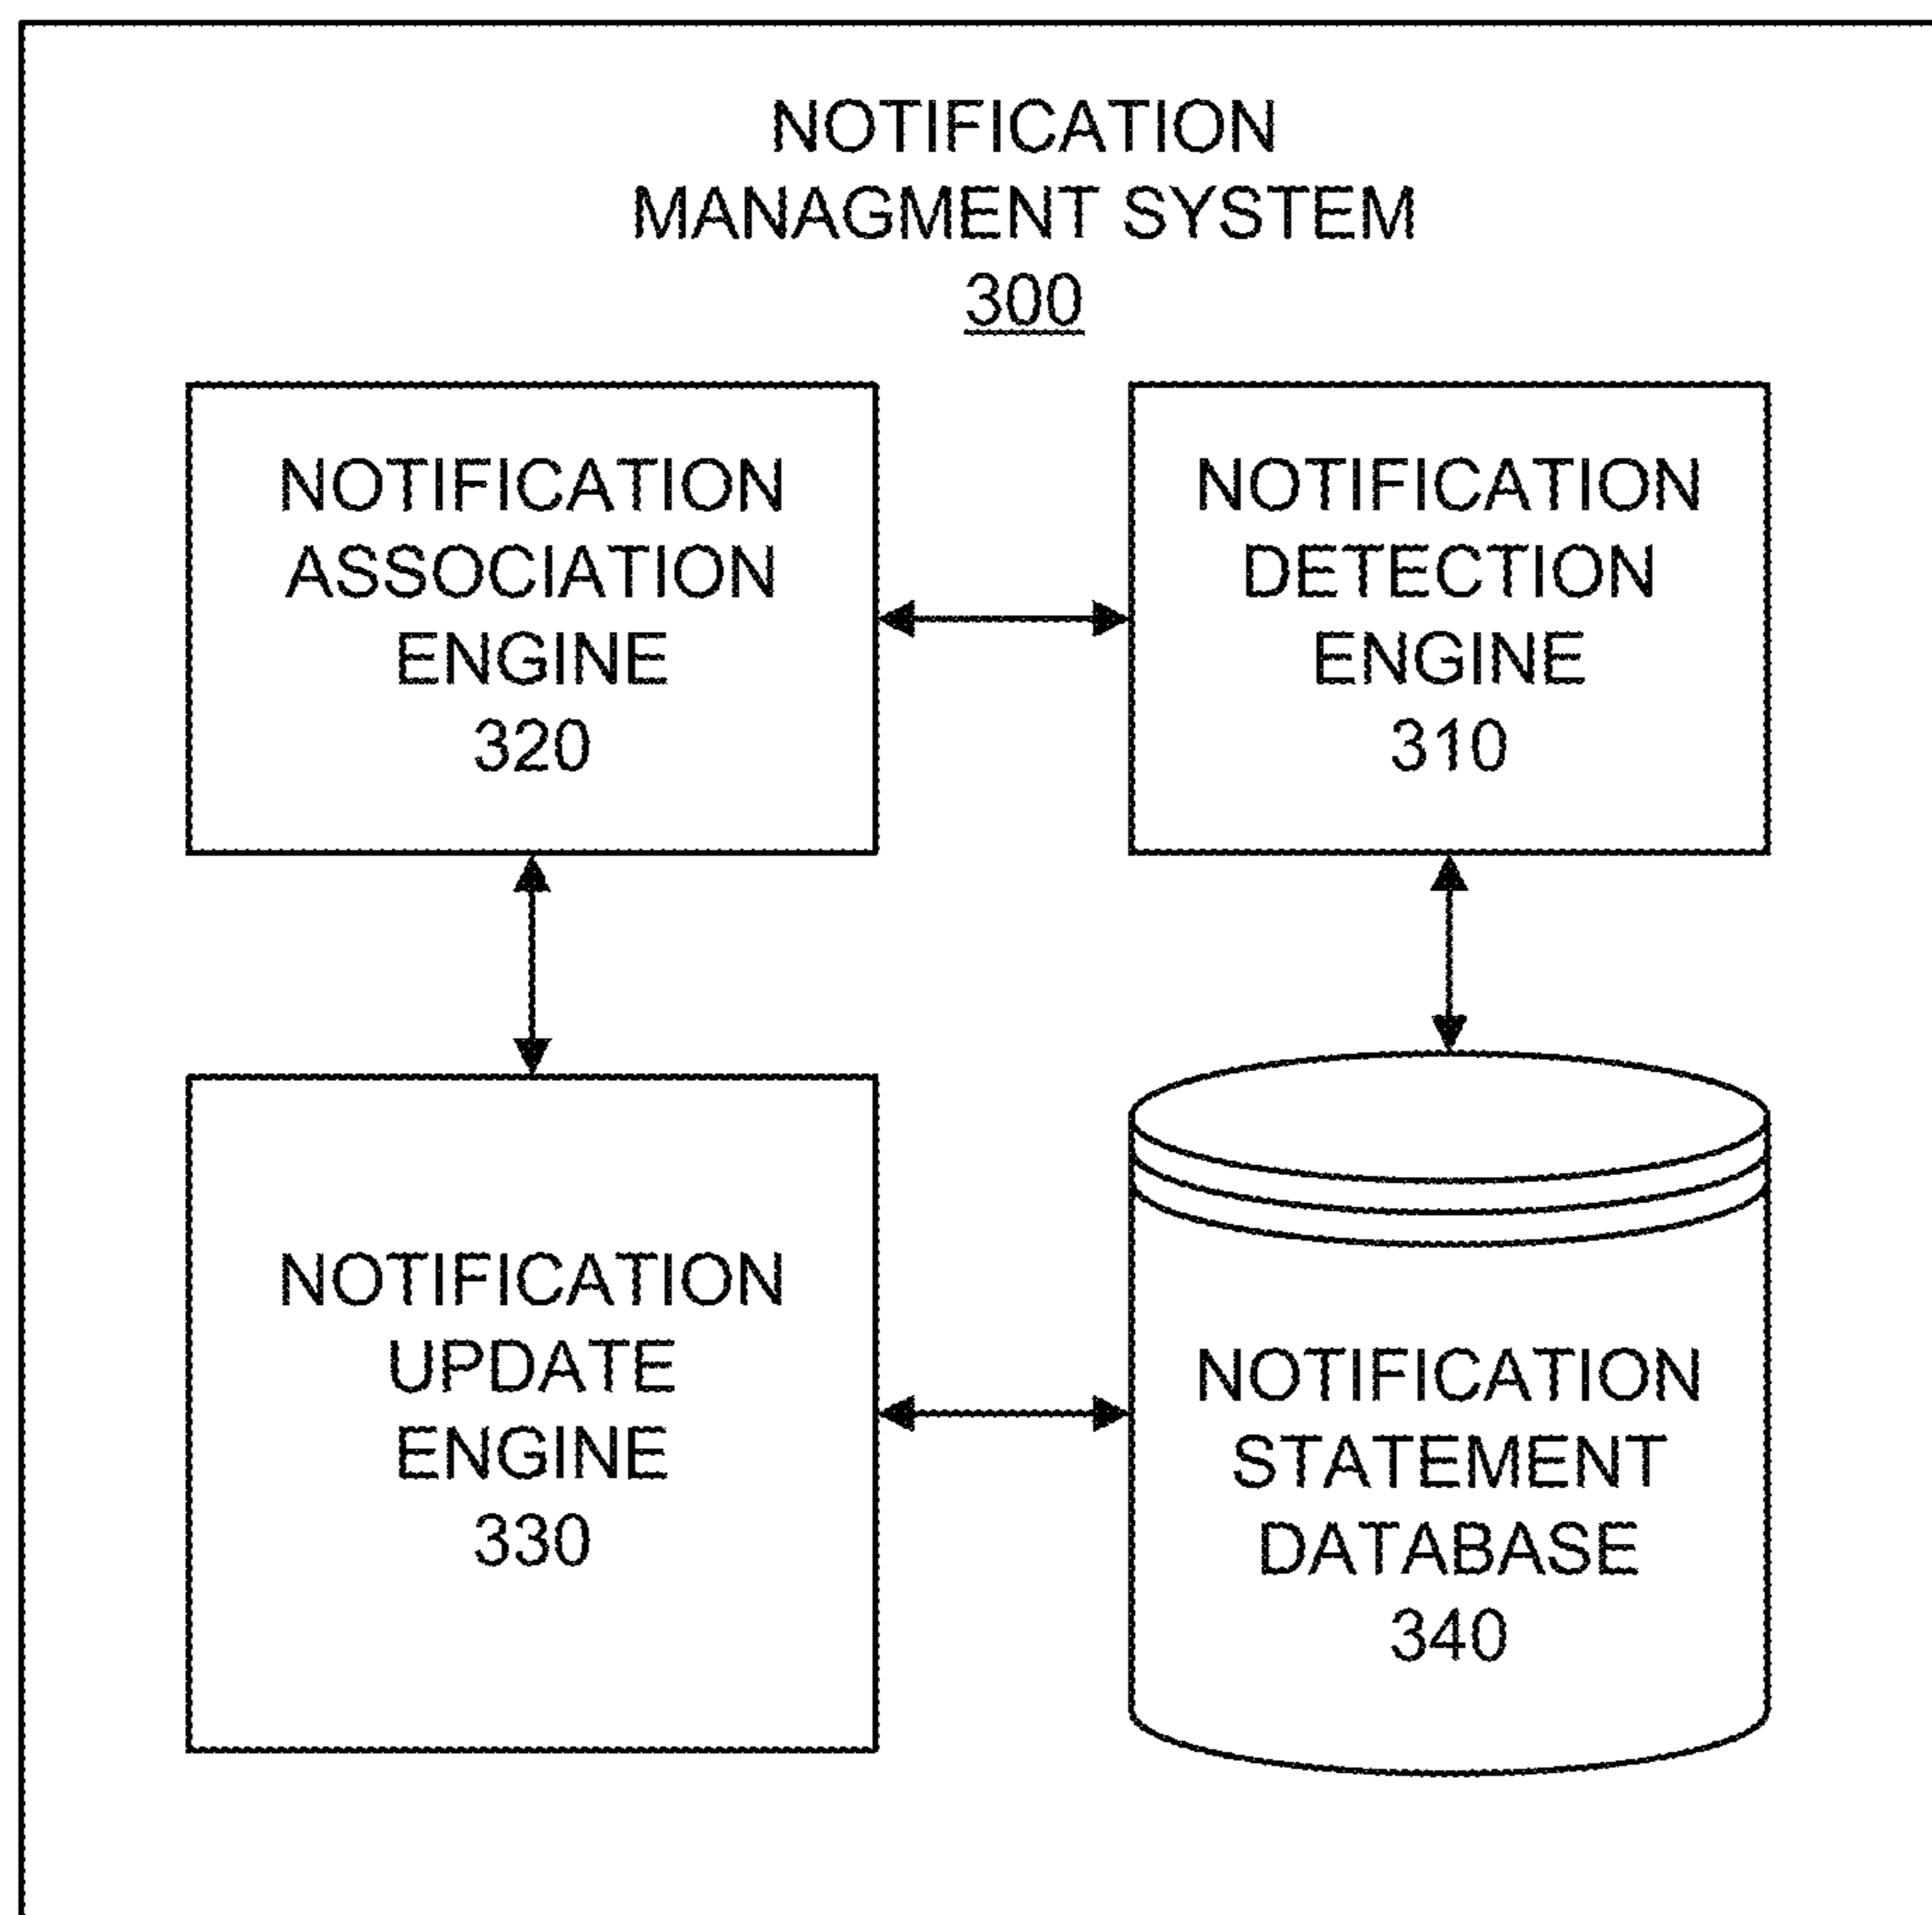 NOTIFICATION
MANAGMENT SYSTEM
300
NOTIFICATION
ASSOCIATION
ENGINE
320
NOTIFICATION
DETECTION
ENGINE
310
NOTIFICATION
UPDATE
ENGINE
330
NOTIFICATION
STATEMENT
DATABASE
340